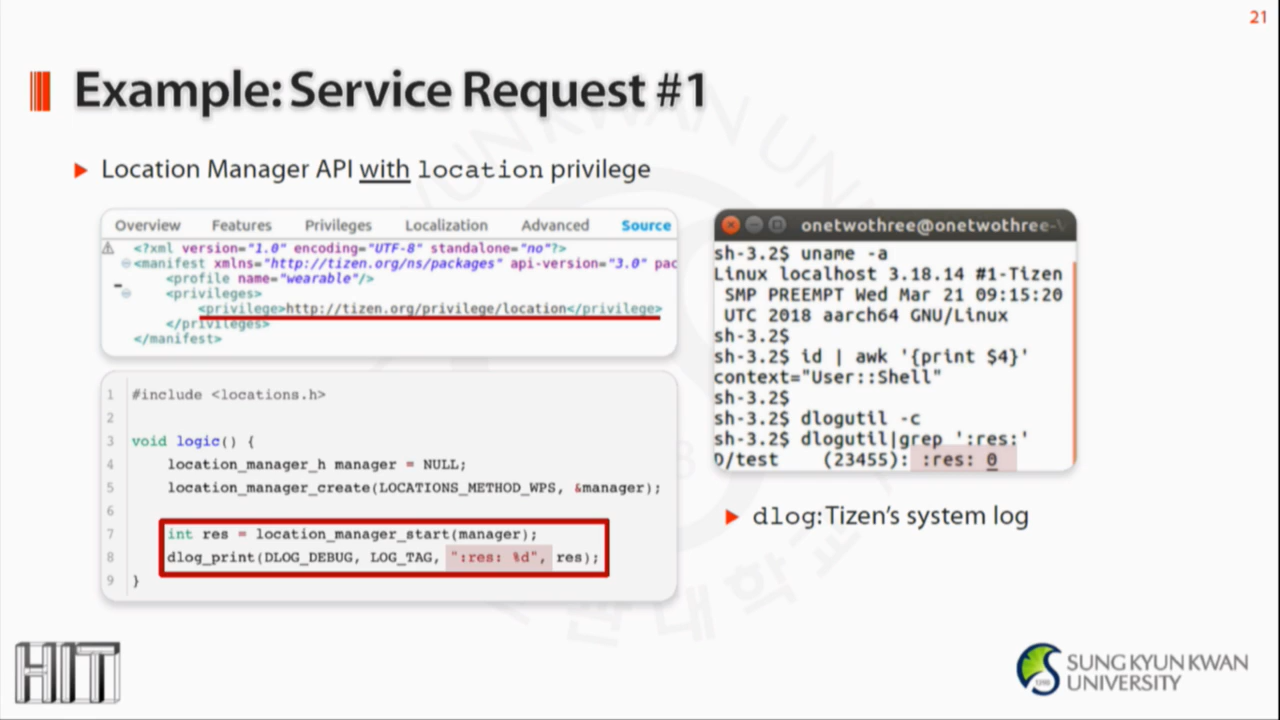 21
Example: Service Request #1
Location Manager API with location privilege
Overview Features Privileges Localization Advanced Source
<?xml version="1.0" encoding="UTF-8" standalone="no"?>
<manifest xmlns="http://tizen.org/ns/packages" api-version="3.0" pac
<profile name="wearable"/>
<privileges>
<privilege>http://tizen.org/privilege/location</privilege>
</privileges>
</manifest>
1 #include <locations.h>
2
3 void logic() {
4 location_manager_h manager = NULL;
5 location_manager_create(LOCATIONS_METHOD_WPS, &manager);
6
7 int res = location_manager_start(manager);
8 dlog_print(DLOG_DEBUG, LOG_TAG, ":res: %d", res);
9 }
onetwothree@onetwothree-V
sh-3.2$ uname -a
Linux localhost 3.18.14 #1-Tizen
SMP PREEMPT Wed Mar 21 09:15:20
UTC 2018 aarch64 GNU/Linux
sh-3.2$
sh-3.2$ id | awk '{print $4}'
context="User::Shell"
sh-3.2$
sh-3.2$ dlogutil -c
sh-3.2$ dlogutil|grep ':res:'
D/test (23455): :res: 0
dlog: Tizen's system log
HIT
SUNG KYUN KWAN
UNIVERSITY